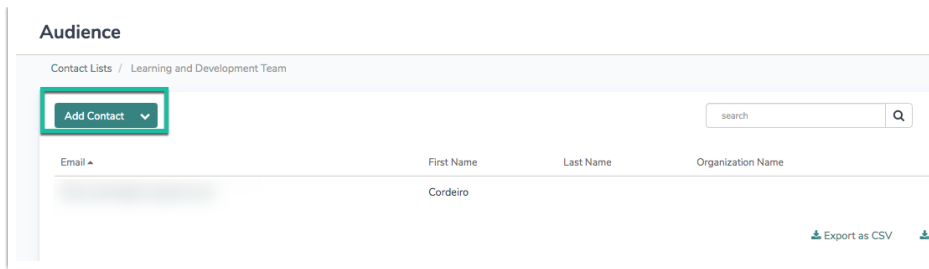 Audience
Contact Lists / Learning and Development Team
Add Contact
search
Email First Name Last Name Organization Name
Cordeiro
Export as CSV